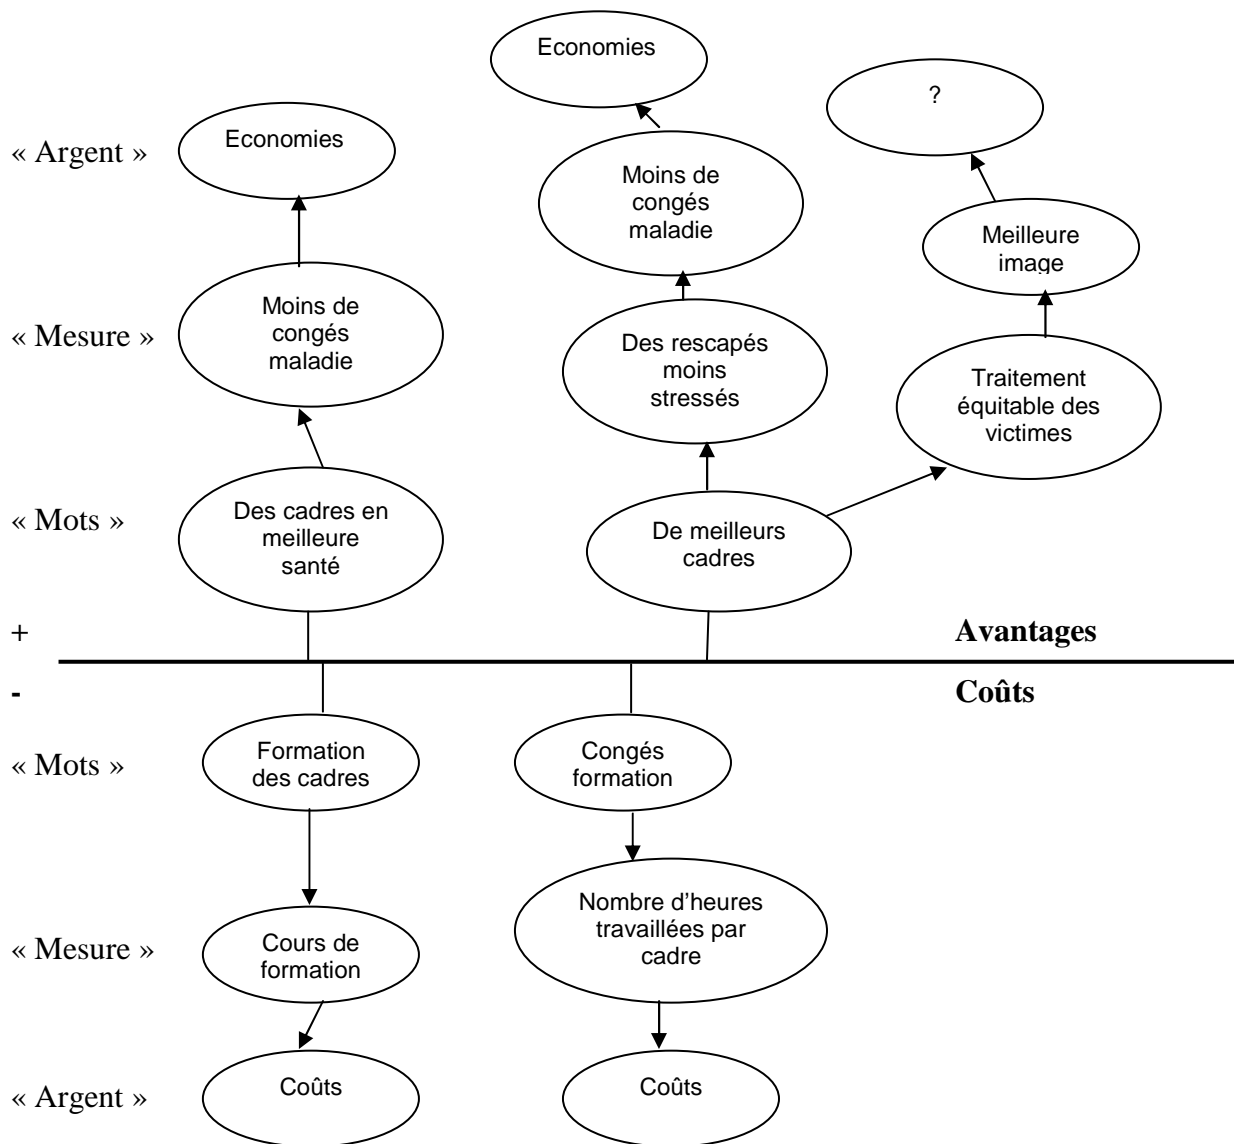 Economies
?
« Argent »
Economies
Moins de
congés
maladie
Meilleure
image
« Mesure »
Moins de
congés
maladie
Des rescapés
moins
stressés
Traitement
équitable des
victimes
« Mots »
Des cadres en
meilleure
santé
De meilleurs
cadres
+
Avantages
-
Coûts
« Mots »
Formation
des cadres
Congés
formation
« Mesure »
Cours de
formation
Nombre d'heures
travaillées par
cadre
« Argent »
Coûts
Coûts